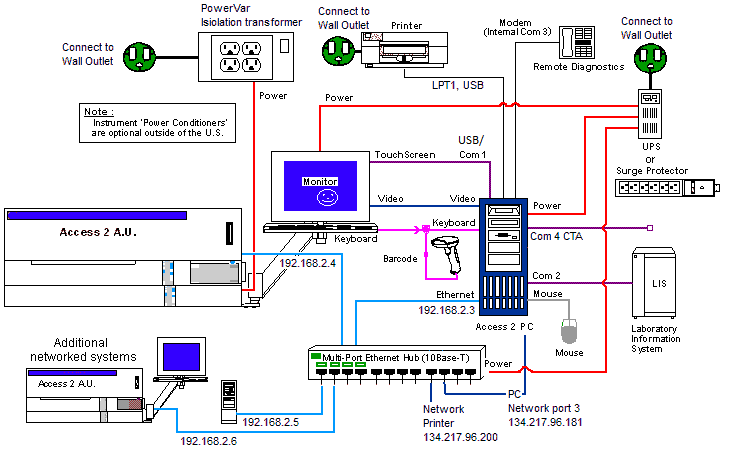 PowerVar
Isiolation transformer
Connect to
Wall Outlet
Connect to
Wall Outlet
Printer
Modem
(Internal Com 3)
Connect to
Wall Outlet
Remote Diagnostics
LPT1, USB
Power
Power
Note :
Instrument 'Power Conditioners'
are optional outside of the U.S.
USB/
Com 1
TouchScreen
UPS
or
Surge Protector
Monitor
Video
Video
Power
Access 2 A.U.
Keyboard
Keyboard
Com 4 CTA
Barcode
192.168.2.4
Com 2
LIS
Ethernet
192.168.2.3
Mouse
Access 2 PC
Mouse
Laboratory
Information
System
Additional
networked systems
Multi-Port Ethernet Hub (10Base-T)
Power
Access 2 A.U.
PC
Network port 3
134.217.96.181
Network
Printer
134.217.96.200
192.168.2.5
192.168.2.6